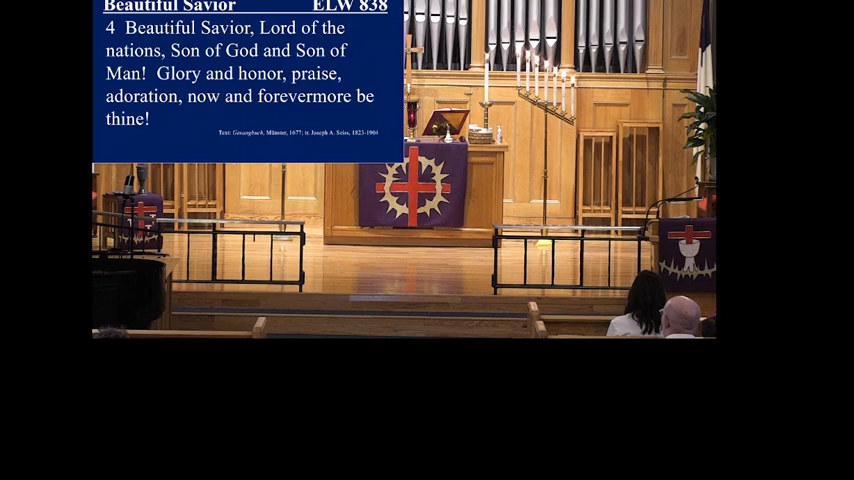 Beautiful Savior ELW 838
4 Beautiful Savior, Lord of the
nations, Son of God and Son of
Man! Glory and honor, praise,
adoration, now and forevermore be
thine!
Text: Gesangbuch, Münster, 1677; tr. Joseph A. Seiss, 1823-1904